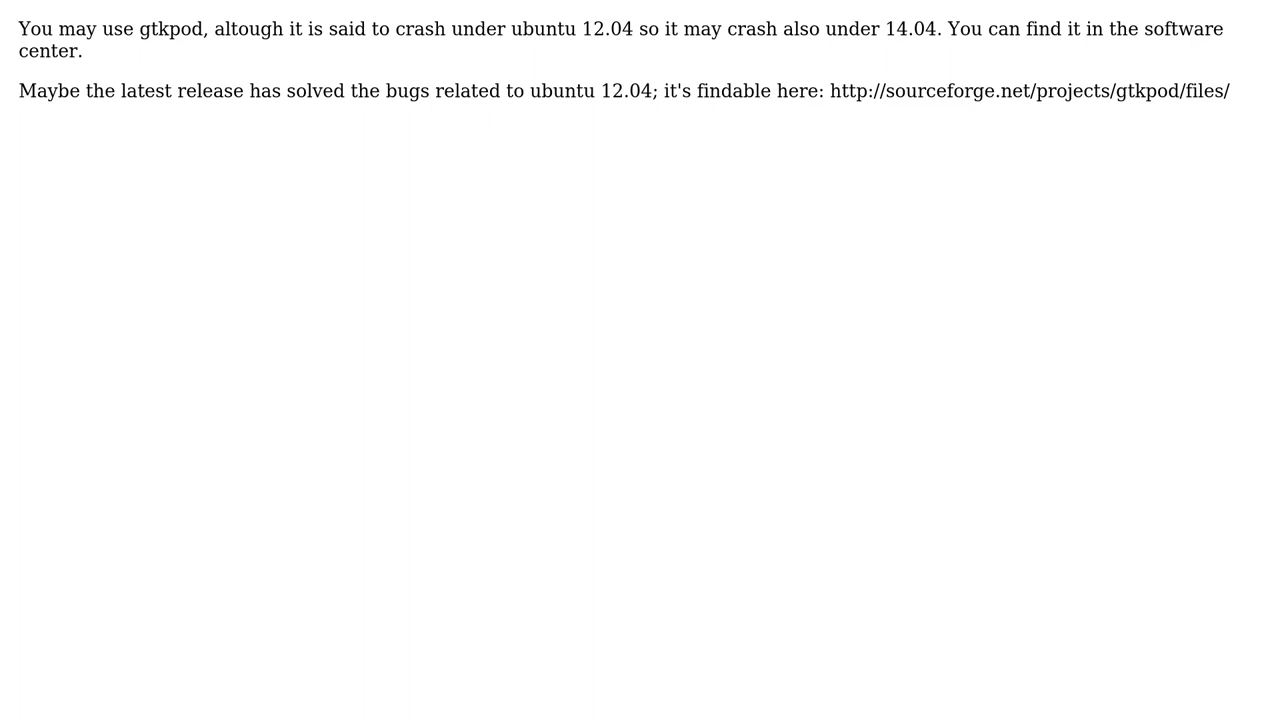 You may use gtkpod, altough it is said to crash under ubuntu 12.04 so it may crash also under 14.04. You can find it in the software
center.
Maybe the latest release has solved the bugs related to ubuntu 12.04; it's findable here: http://sourceforge.net/projects/gtkpod/files/